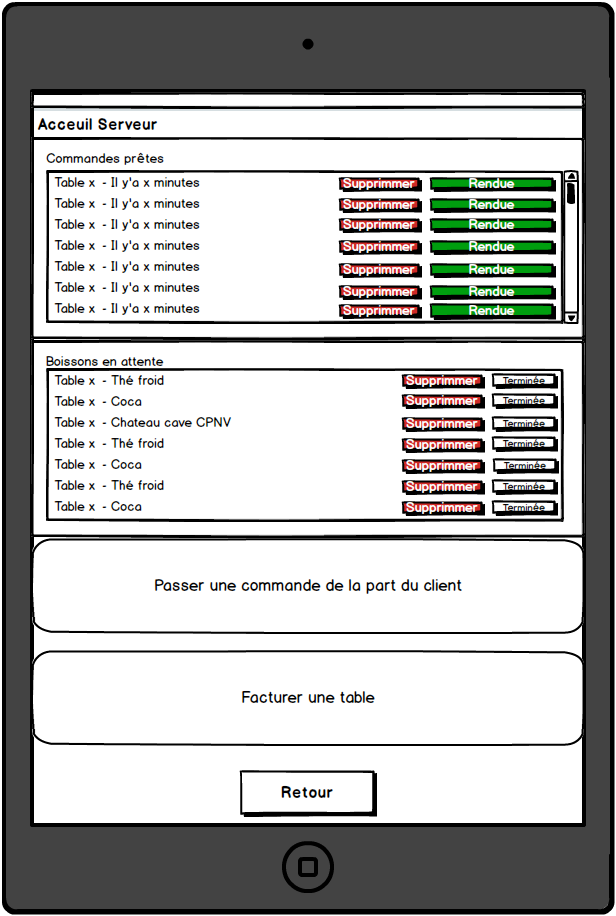 Acceuil Serveur
Commandes prêtes
Table x - Il y'a x minutes Supprimmer Rendue
Table x - Il y'a x minutes Supprimmer Rendue
Table x - Il y'a x minutes Supprimmer Rendue
Table x - Il y'a x minutes Supprimmer Rendue
Table x - Il y'a x minutes Supprimmer Rendue
Table x - Il y'a x minutes Supprimmer Rendue
Table x - Il y'a x minutes Supprimmer Rendue
Boissons en attente
Table x - Thé froid Supprimmer Terminée
Table x - Coca Supprimmer Terminée
Table x - Chateau cave CPNV Supprimmer Terminée
Table x - Thé froid Supprimmer Terminée
Table x - Coca Supprimmer Terminée
Table x - Thé froid Supprimmer Terminée
Table x - Coca Supprimmer Terminée
Passer une commande de la part du client
Facturer une table
Retour